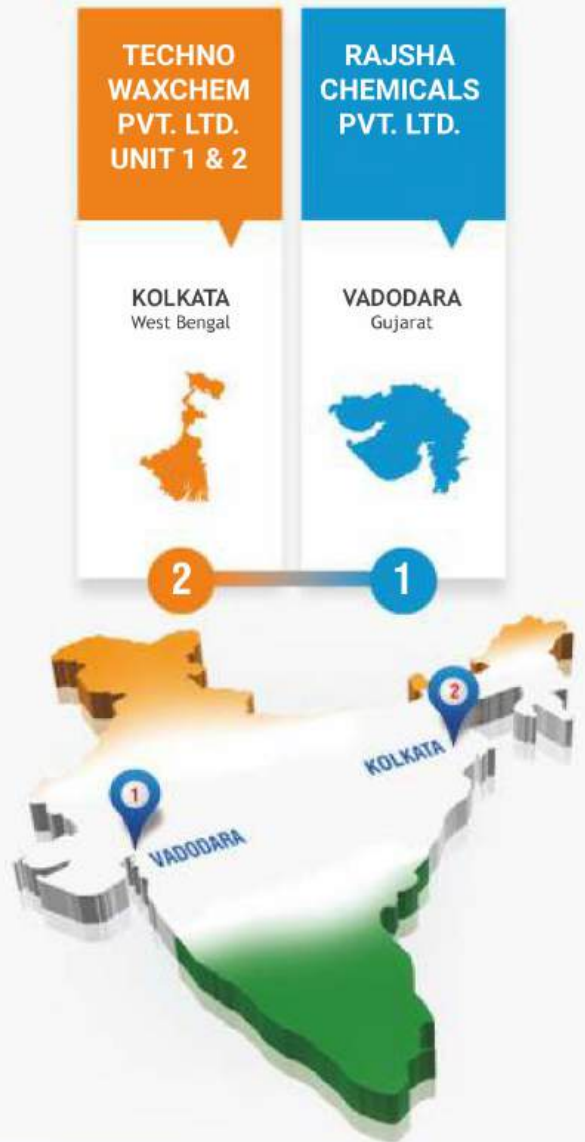 TECHNO
WAXCHEM
PVT. LTD.
UNIT 1 & 2
RAJSHA
CHEMICALS
PVT. LTD.
KOLKATA
West Bengal
VADODARA
Gujarat
2
1
2
KOLKATA
1
VADODARA